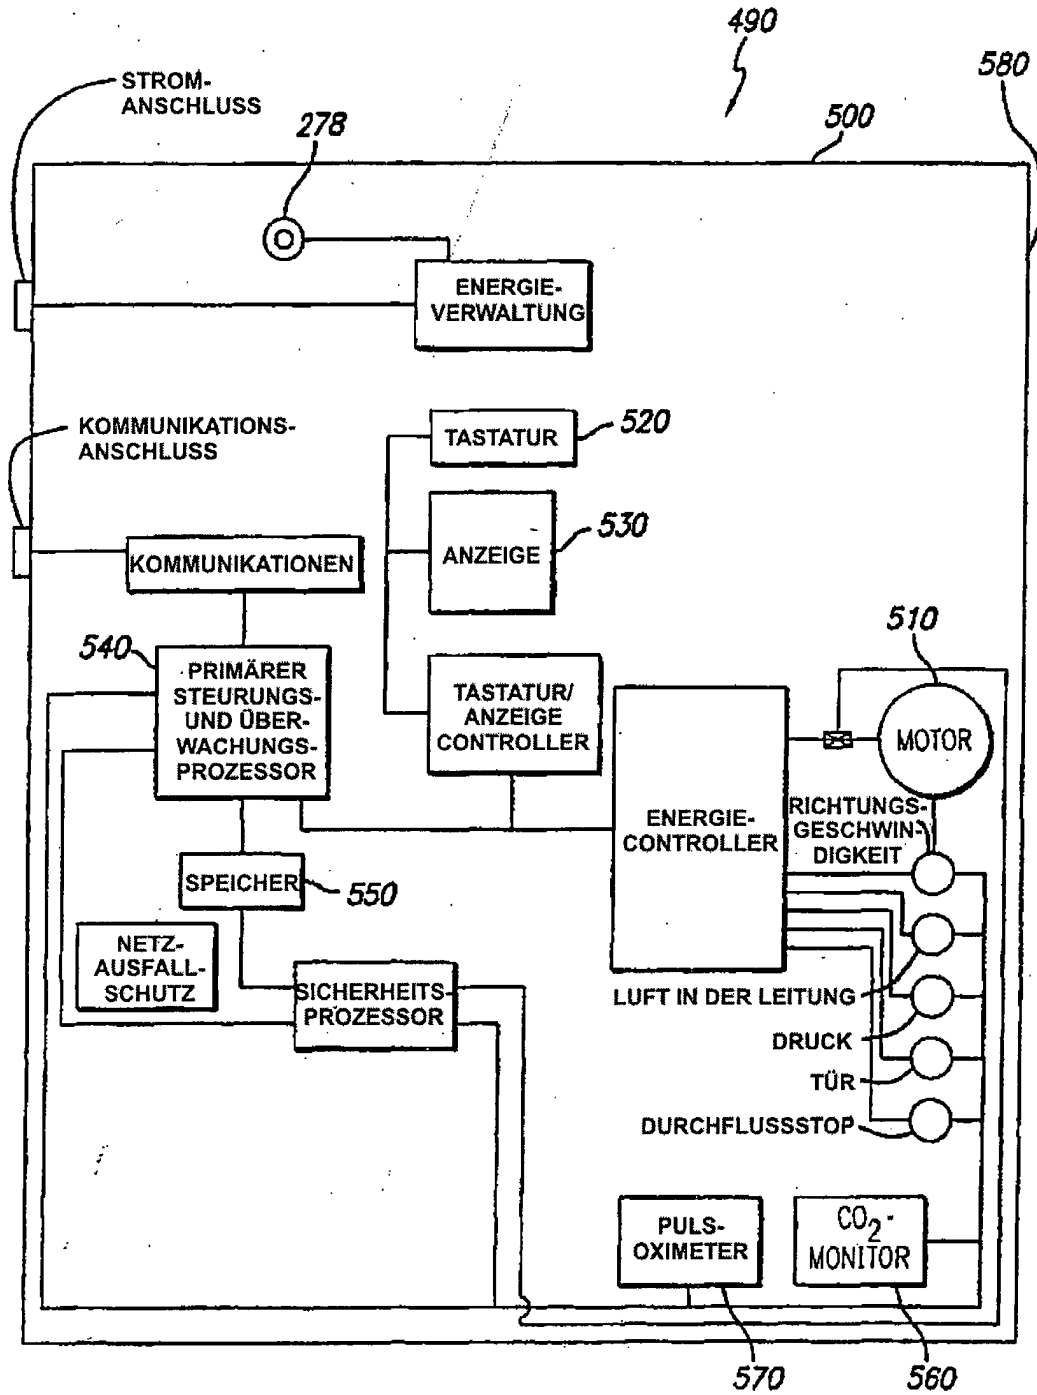 490
STROM-
ANSCHLUSS
580
278
500
ENERGIE-
VERWALTUNG
KOMMUNIKATIONS-
ANSCHLUSS
TASTATUR
520
ANZEIGE
530
KOMMUNIKATIONEN
540
PRIMÄRER
STEURUNGS-
UND ÜBER-
WACHUNGS-
PROZESSOR
TASTATUR/
ANZEIGE
CONTROLLER
510
MOTOR
ENERGIE-
CONTROLLER
RICHTUNGS-
GESCHWIN-
DIGKEIT
SPEICHER
550
NETZ-
AUSFALL-
SCHUTZ
SICHERHEITS-
PROZESSOR
LUFT IN DER LEITUNG
DRUCK
TÜR
DURCHFLUSSSTOP
PULS-
OXIMETER
CO2-
MONITOR
570
560